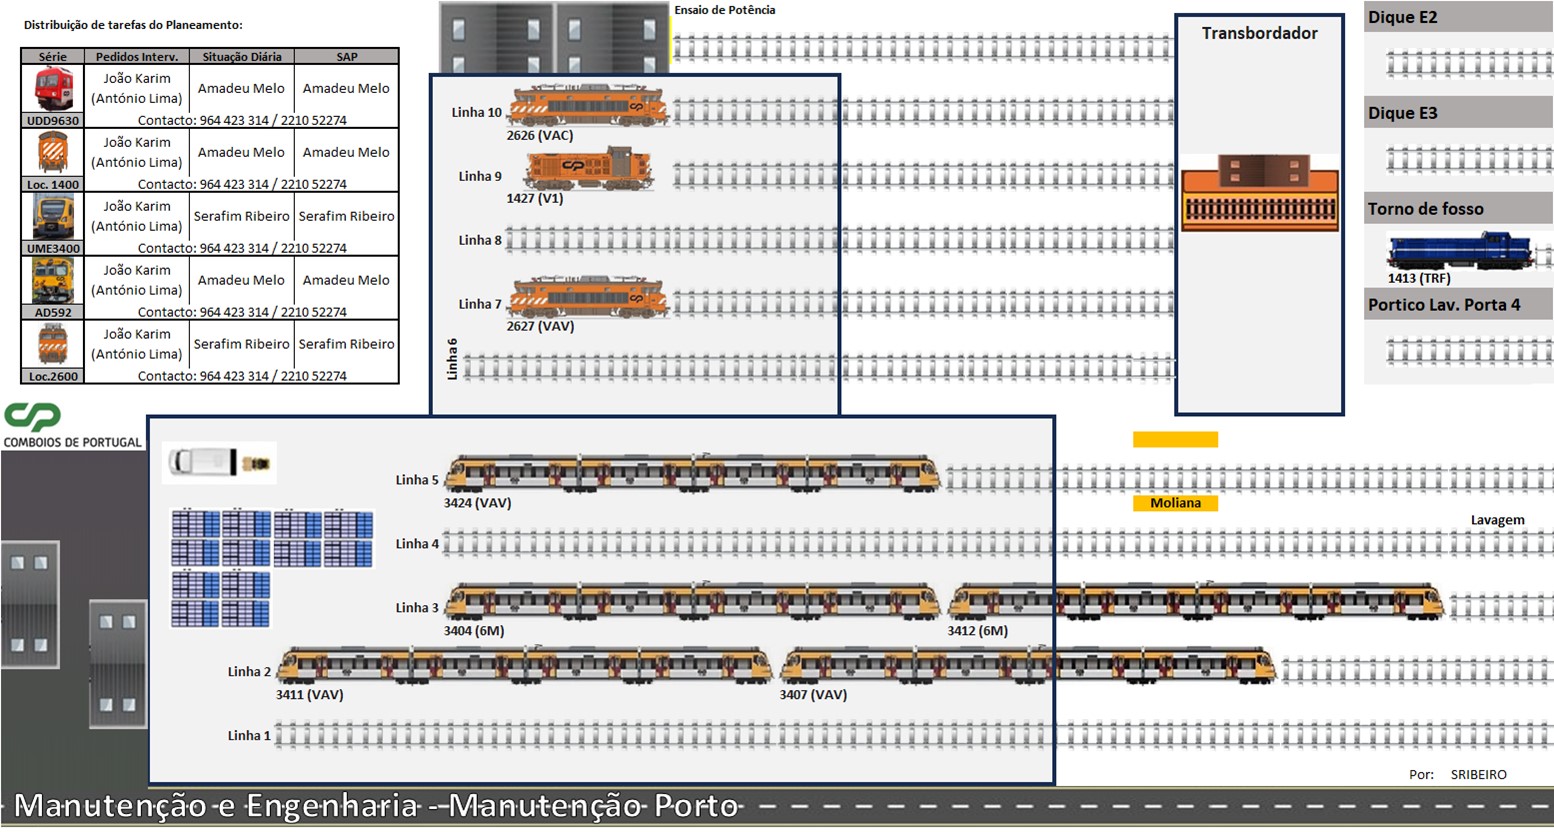 Distribuição de tarefas do Planeamento:
Série Pedidos Interv. Situação Diária SAP
João Karim
(António Lima) Amadeu Melo Amadeu Melo
UDD9630 Contacto: 964 423 314 / 2210 52274
João Karim
(António Lima) Amadeu Melo Amadeu Melo
Loc. 1400 Contacto: 964 423 314 / 2210 52274
João Karim
(António Lima) Serafim Ribeiro Serafim Ribeiro
UME3400 Contacto: 964 423 314 / 2210 52274
João Karim
(António Lima) Amadeu Melo Amadeu Melo
AD592 Contacto: 964 423 314 / 2210 52274
João Karim
(António Lima) Serafim Ribeiro Serafim Ribeiro
Loc.2600 Contacto: 964 423 314 / 2210 52274
Ensaio de Potência
Linha 10
2626 (VAC)
Linha 9
1427 (V1)
Linha 8
Linha 7
2627 (VAV)
Linha 6
Transbordador
Dique E2
Dique E3
Torno de fosso
1413 (TRF)
Portico Lav. Porta 4
CP
COMBOIOS DE PORTUGAL
Linha 5
3424 (VAV)
Moliana
Lavagem
Linha 4
Linha 3
3404 (6M) 3412 (6M)
Linha 2
3411 (VAV) 3407 (VAV)
Linha 1
Por: SRIBEIRO
Manutenção e Engenharia - Manutenção Porto